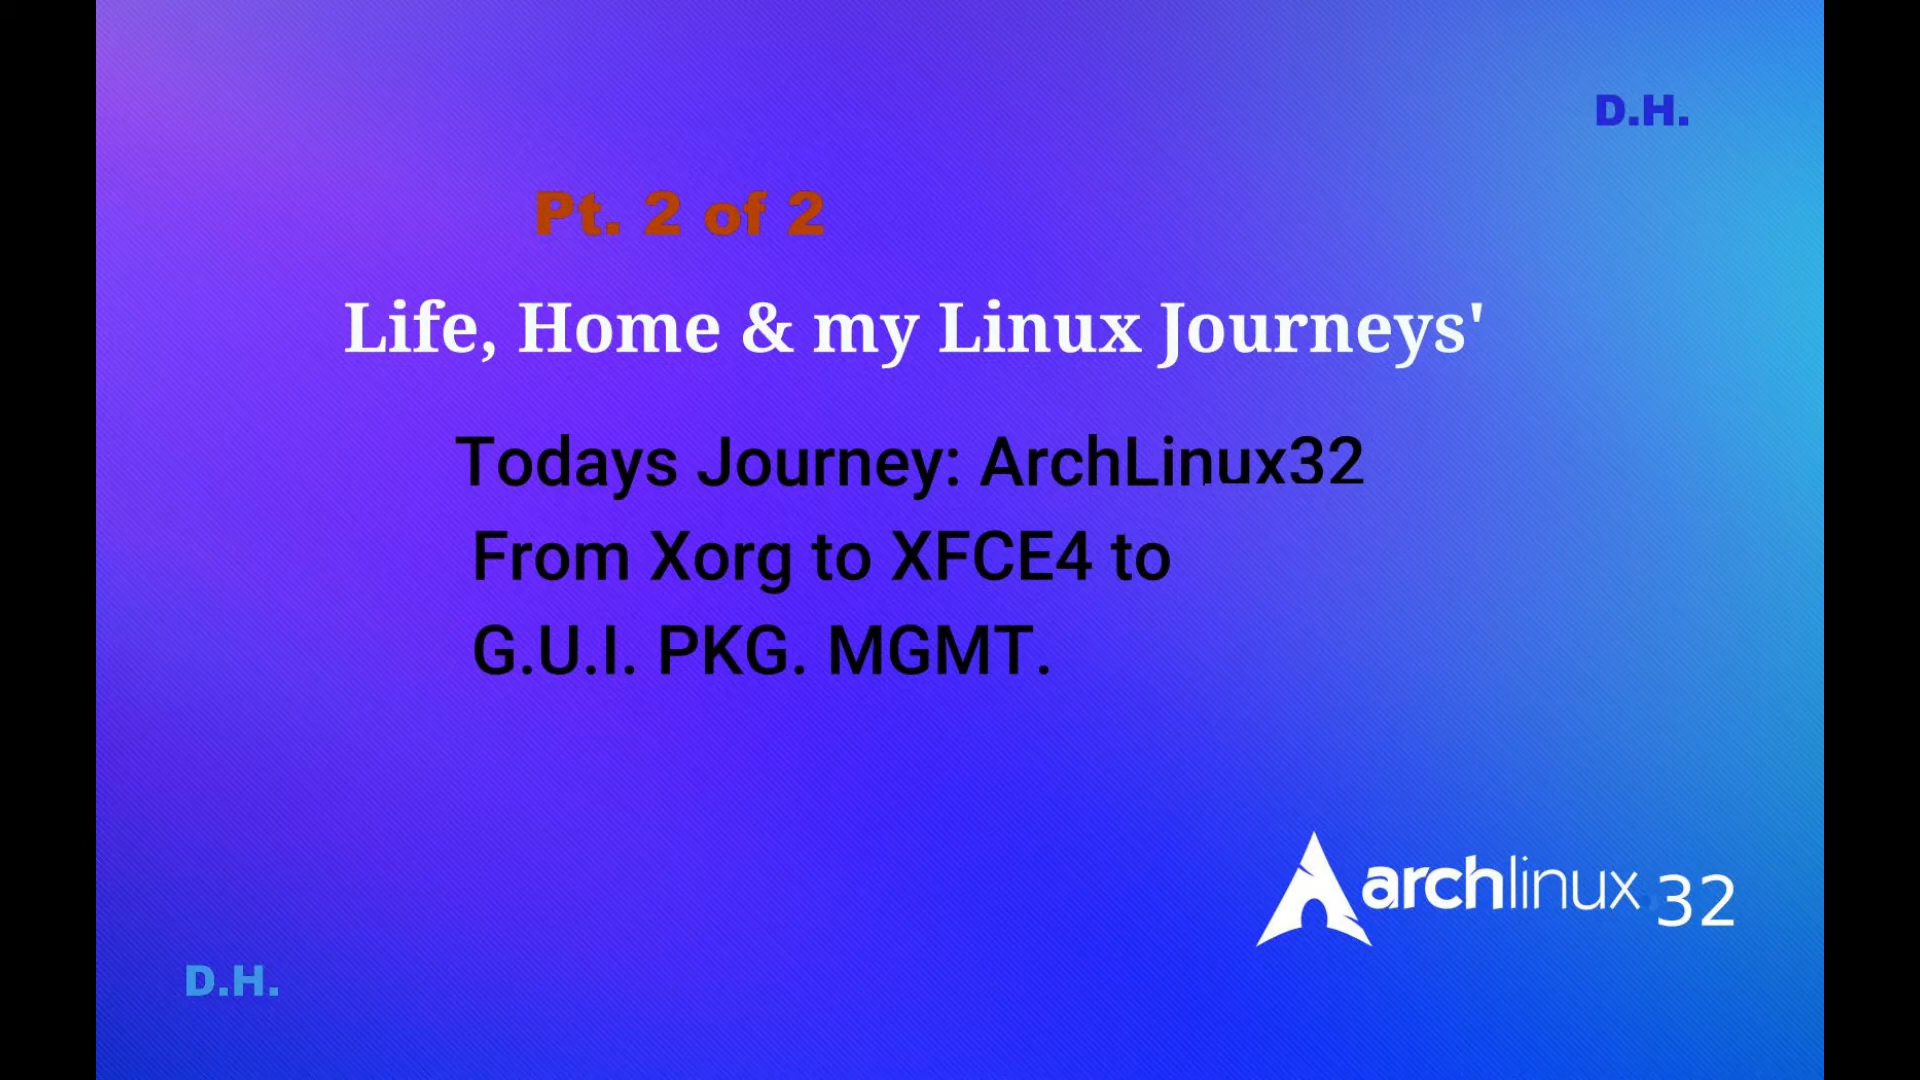 D.H.
Pt. 2 of 2
Life, Home & my Linux Journeys'
Todays Journey: ArchLinux32
From Xorg to XFCE4 to
G.U.I. PKG. MGMT.
archlinux 32
D.H.